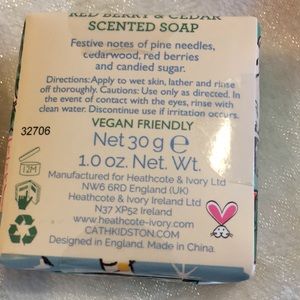 RED BERRY & CEDAR
SCENTED SOAP
Festive notes of pine needles,
cedarwood, red berries
and candied sugar.
Directions: Apply to wet skin, lather and rinse
off thoroughly. Cautions: Use only as directed. In
the event of contact with the eyes, rinse with
clean water. Discontinue use if irritation occurs.
32706
VEGAN FRIENDLY
Net 30 g e
1.0 oz. Net. Wt.
12M
Manufactured for Heathcote & Ivory Ltd
NW6 6RD England (UK)
Heathcote & Ivory Ireland Ltd
N37 XP52 Ireland
www.heathcote-ivory.com
CATHKIDSTON.COM
Designed in England. Made in China.